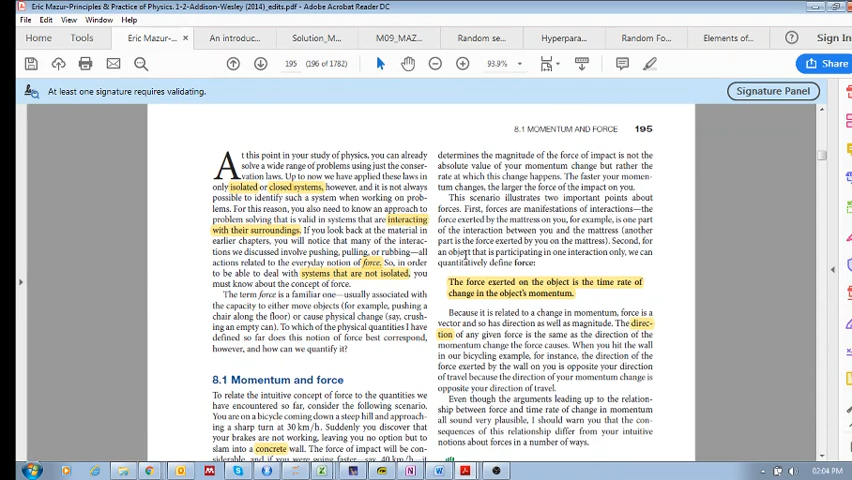 Eric Mazur-Principles & Practice of Physics. 1-2-Addison-Wesley (2014)_edits.pdf - Adobe Acrobat Reader DC
File Edit View Window Help
Home Tools Eric Mazur-... × An introduc... Solution_M... M09_MAZ... Random se... Hyperpara... Random Fo... Elements of... Sign In
195 (196 of 1782) 93.9% Share
At least one signature requires validating. Signature Panel
8.1 MOMENTUM AND FORCE 195
At this point in your study of physics, you can already
solve a wide range of problems using just the conser-
vation laws. Up to now we have applied these laws in
only isolated or closed systems, however, and it is not always
possible to identify such a system when working on prob-
lems. For this reason, you also need to know an approach to
problem solving that is valid in systems that are interacting
with their surroundings. If you look back at the material in
earlier chapters, you will notice that many of the interac-
tions we discussed involve pushing, pulling, or rubbing—all
actions related to the everyday notion of force. So, in order
to be able to deal with systems that are not isolated, you
must know about the concept of force.
The term force is a familiar one—usually associated with
the capacity to either move objects (for example, pushing a
chair along the floor) or cause physical change (say, crush-
ing an empty can). To which of the physical quantities I have
defined so far does this notion of force best correspond,
however, and how can we quantify it?
8.1 Momentum and force
To relate the intuitive concept of force to the quantities we
have encountered so far, consider the following scenario.
You are on a bicycle coming down a steep hill and approach-
ing a sharp turn at 30 km/h. Suddenly you discover that
your brakes are not working, leaving you no option but to
slam into a concrete wall. The force of impact will be con-
siderable, and if you were going faster—say, 40 km/h—it
determines the magnitude of the force of impact is not the
absolute value of your momentum change but rather the
rate at which this change happens. The faster your momen-
tum changes, the larger the force of the impact on you.
This scenario illustrates two important points about
forces. First, forces are manifestations of interactions—the
force exerted by the mattress on you, for example, is one part
of the interaction between you and the mattress (another
part is the force exerted by you on the mattress). Second, for
an object that is participating in one interaction only, we can
quantitatively define force:
The force exerted on the object is the time rate of
change in the object's momentum.
Because it is related to a change in momentum, force is a
vector and so has direction as well as magnitude. The direc-
tion of any given force is the same as the direction of the
momentum change the force causes. When you hit the wall
in our bicycling example, for instance, the direction of the
force exerted by the wall on you is opposite your direction
of travel because the direction of your momentum change is
opposite your direction of travel.
Even though the arguments leading up to the relation-
ship between force and time rate of change in momentum
all sound very plausible, I should warn you that the con-
sequences of this relationship differ from your intuitive
notions about forces in a number of ways.
02:04 PM